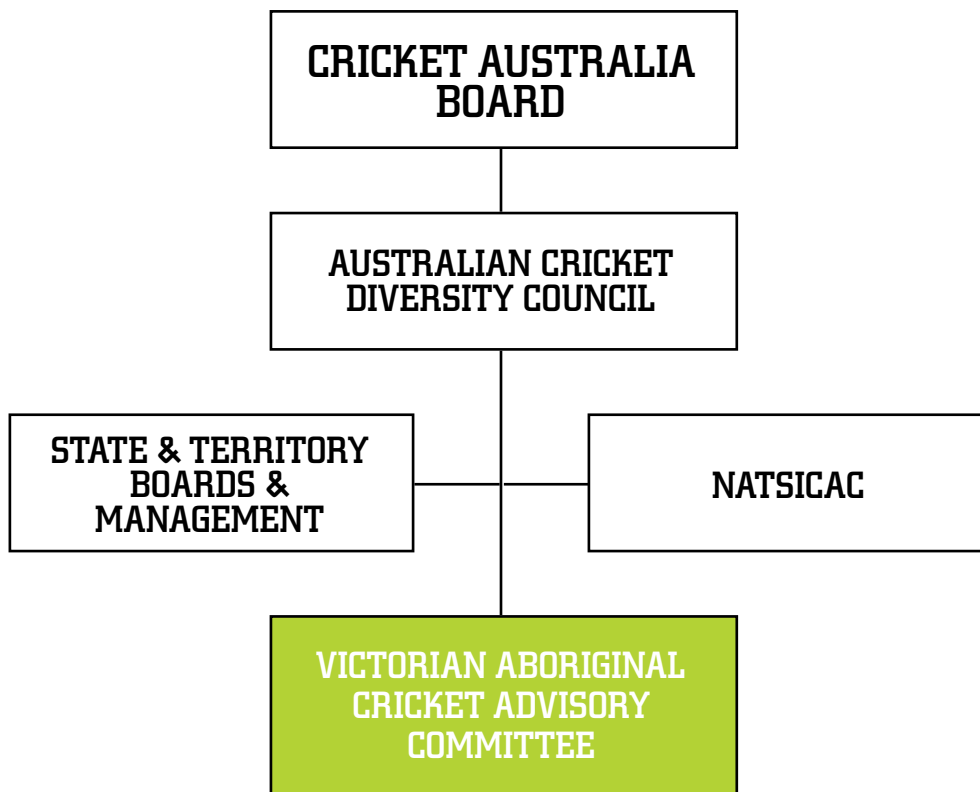 CRICKET AUSTRALIA
BOARD
AUSTRALIAN CRICKET
DIVERSITY COUNCIL
STATE & TERRITORY
BOARDS &
MANAGEMENT
NATSICAC
VICTORIAN ABORIGINAL
CRICKET ADVISORY
COMMITTEE